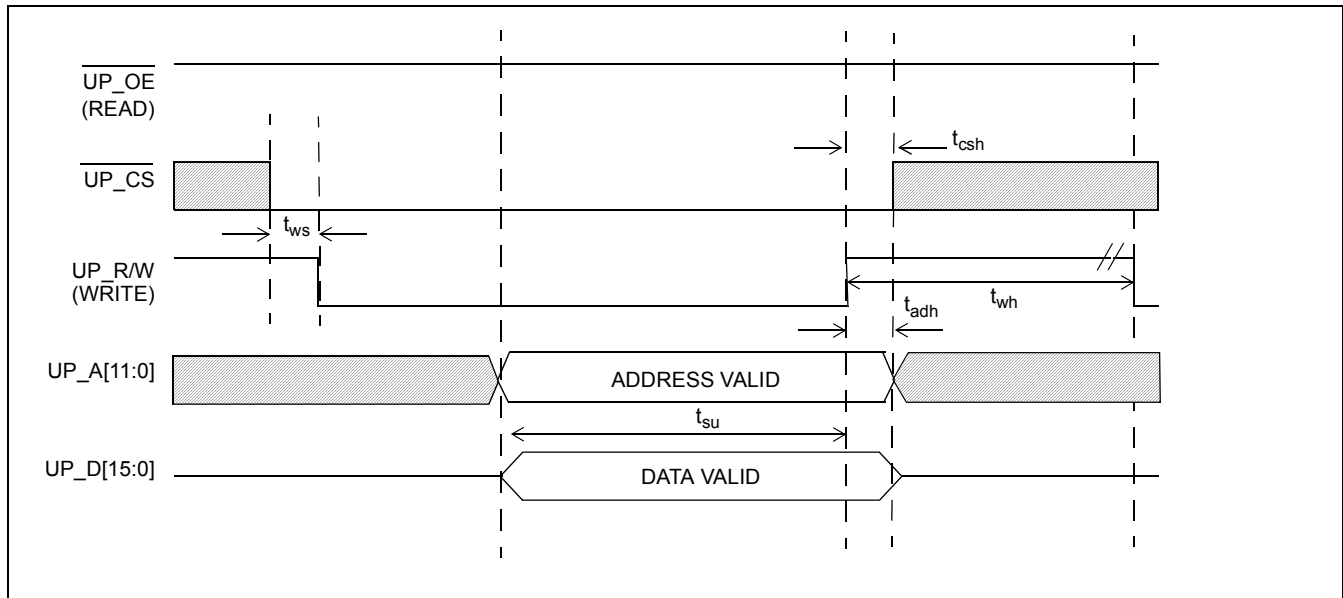 UP_OE
(READ)
t_csh
UP_CS
t_ws
UP_R/W
(WRITE)
t_wh
t_adh
UP_A[11:0]
ADDRESS VALID
t_su
UP_D[15:0]
DATA VALID